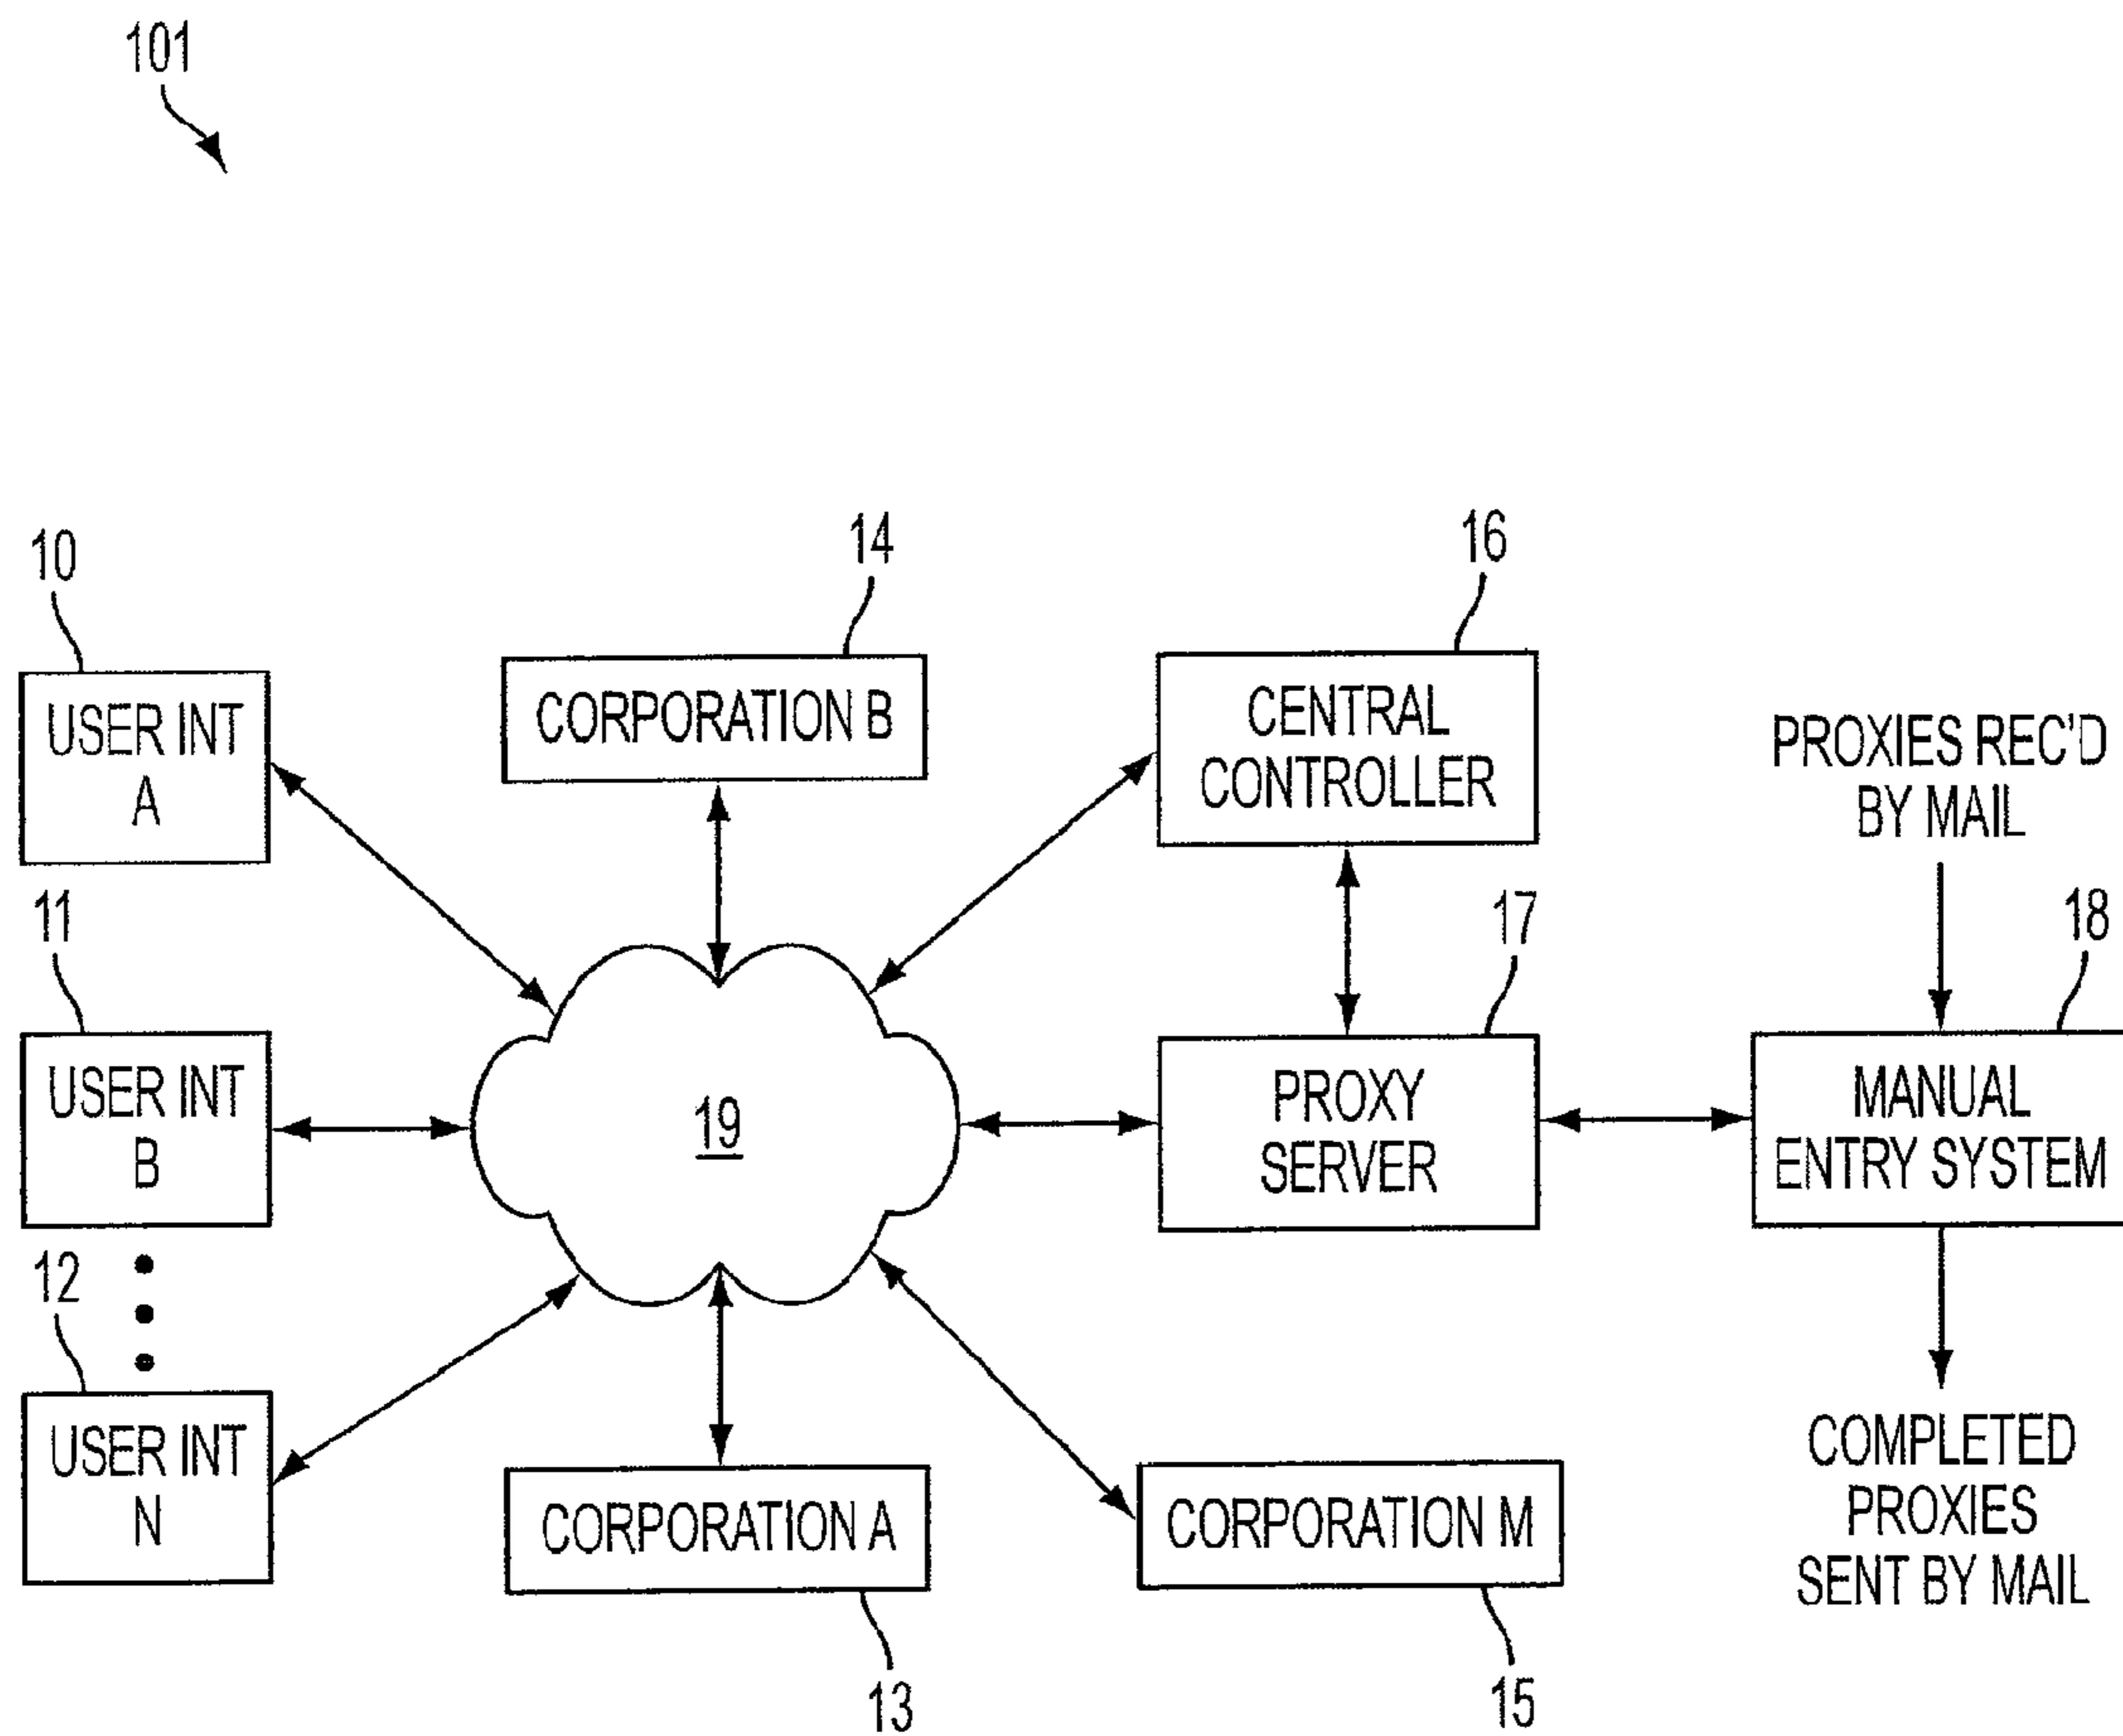 101
10
14
16
USER INT
A
CORPORATION B
CENTRAL
CONTROLLER
PROXIES REC'D
BY MAIL
11
17
18
USER INT
B
19
PROXY
SERVER
MANUAL
ENTRY SYSTEM
12
USER INT
N
CORPORATION A
CORPORATION M
COMPLETED
PROXIES
SENT BY MAIL
13
15